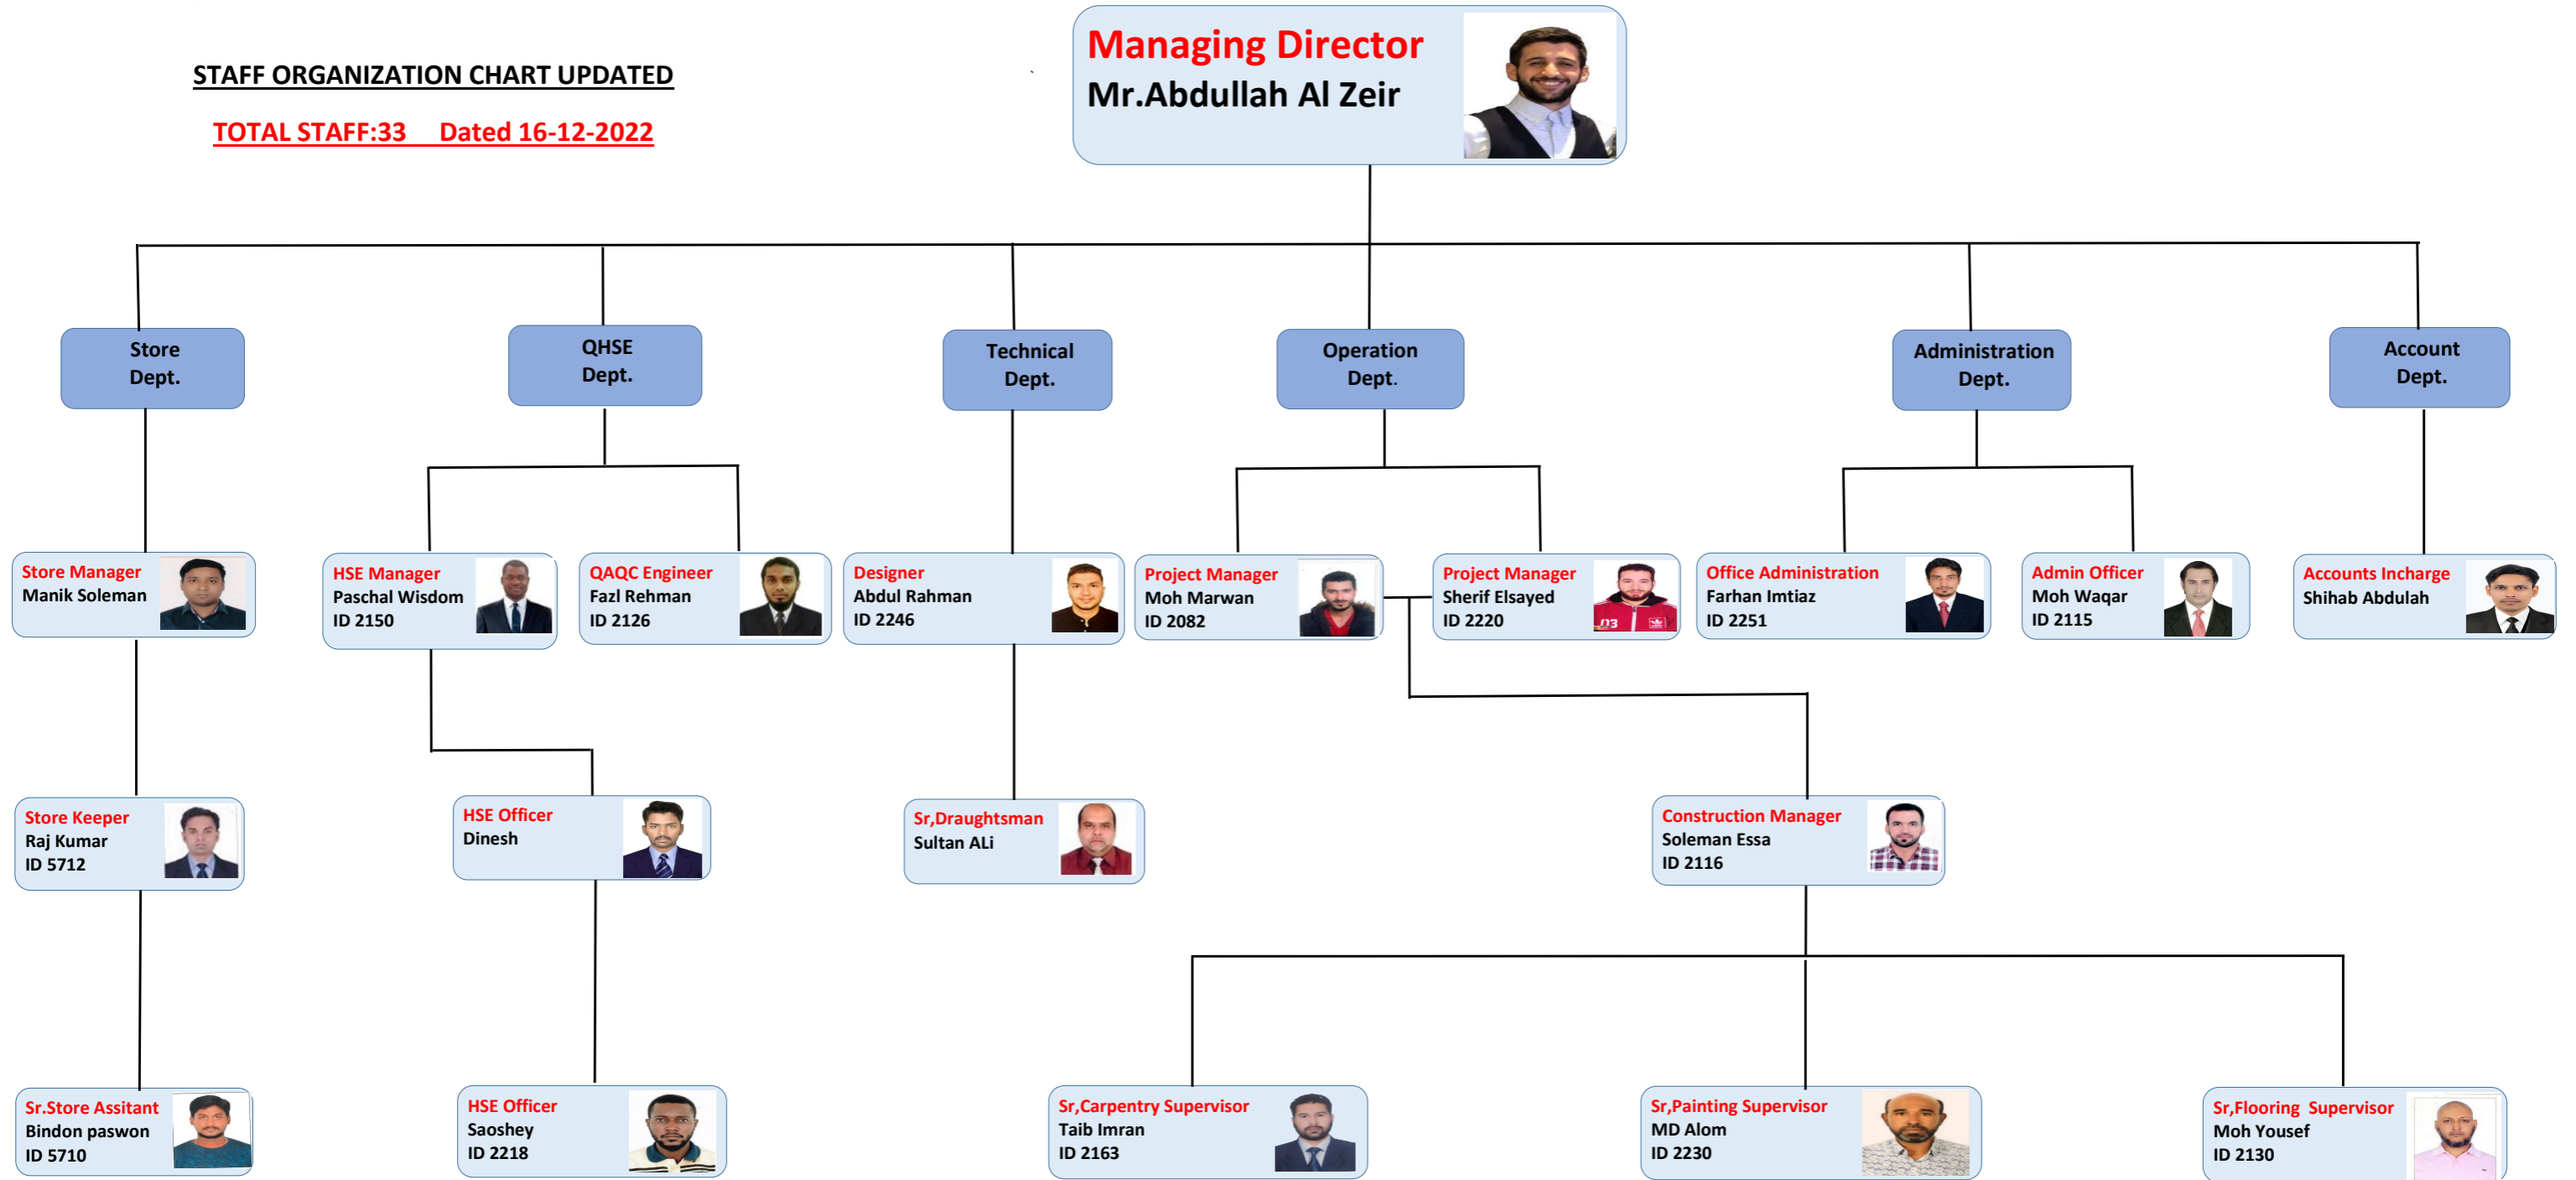 STAFF ORGANIZATION CHART UPDATED
TOTAL STAFF:33 Dated 16-12-2022
Managing Director
Mr.Abdullah Al Zeir
Store
Dept.
QHSE
Dept.
Technical
Dept.
Operation
Dept.
Administration
Dept.
Account
Dept.
Store Manager
Manik Soleman
HSE Manager
Paschal Wisdom
ID 2150
QAQC Engineer
Fazl Rehman
ID 2126
Designer
Abdul Rahman
ID 2246
Project Manager
Moh Marwan
ID 2082
Project Manager
Sherif Elsayed
ID 2220
Office Administration
Farhan Imtiaz
ID 2251
Admin Officer
Moh Waqar
ID 2115
Accounts Incharge
Shihab Abdulah
Store Keeper
Raj Kumar
ID 5712
HSE Officer
Dinesh
Sr,Draughtsman
Sultan ALi
Construction Manager
Soleman Essa
ID 2116
Sr.Store Assitant
Bindon paswon
ID 5710
HSE Officer
Saoshey
ID 2218
Sr,Carpentry Supervisor
Taib Imran
ID 2163
Sr,Painting Supervisor
MD Alom
ID 2230
Sr,Flooring Supervisor
Moh Yousef
ID 2130